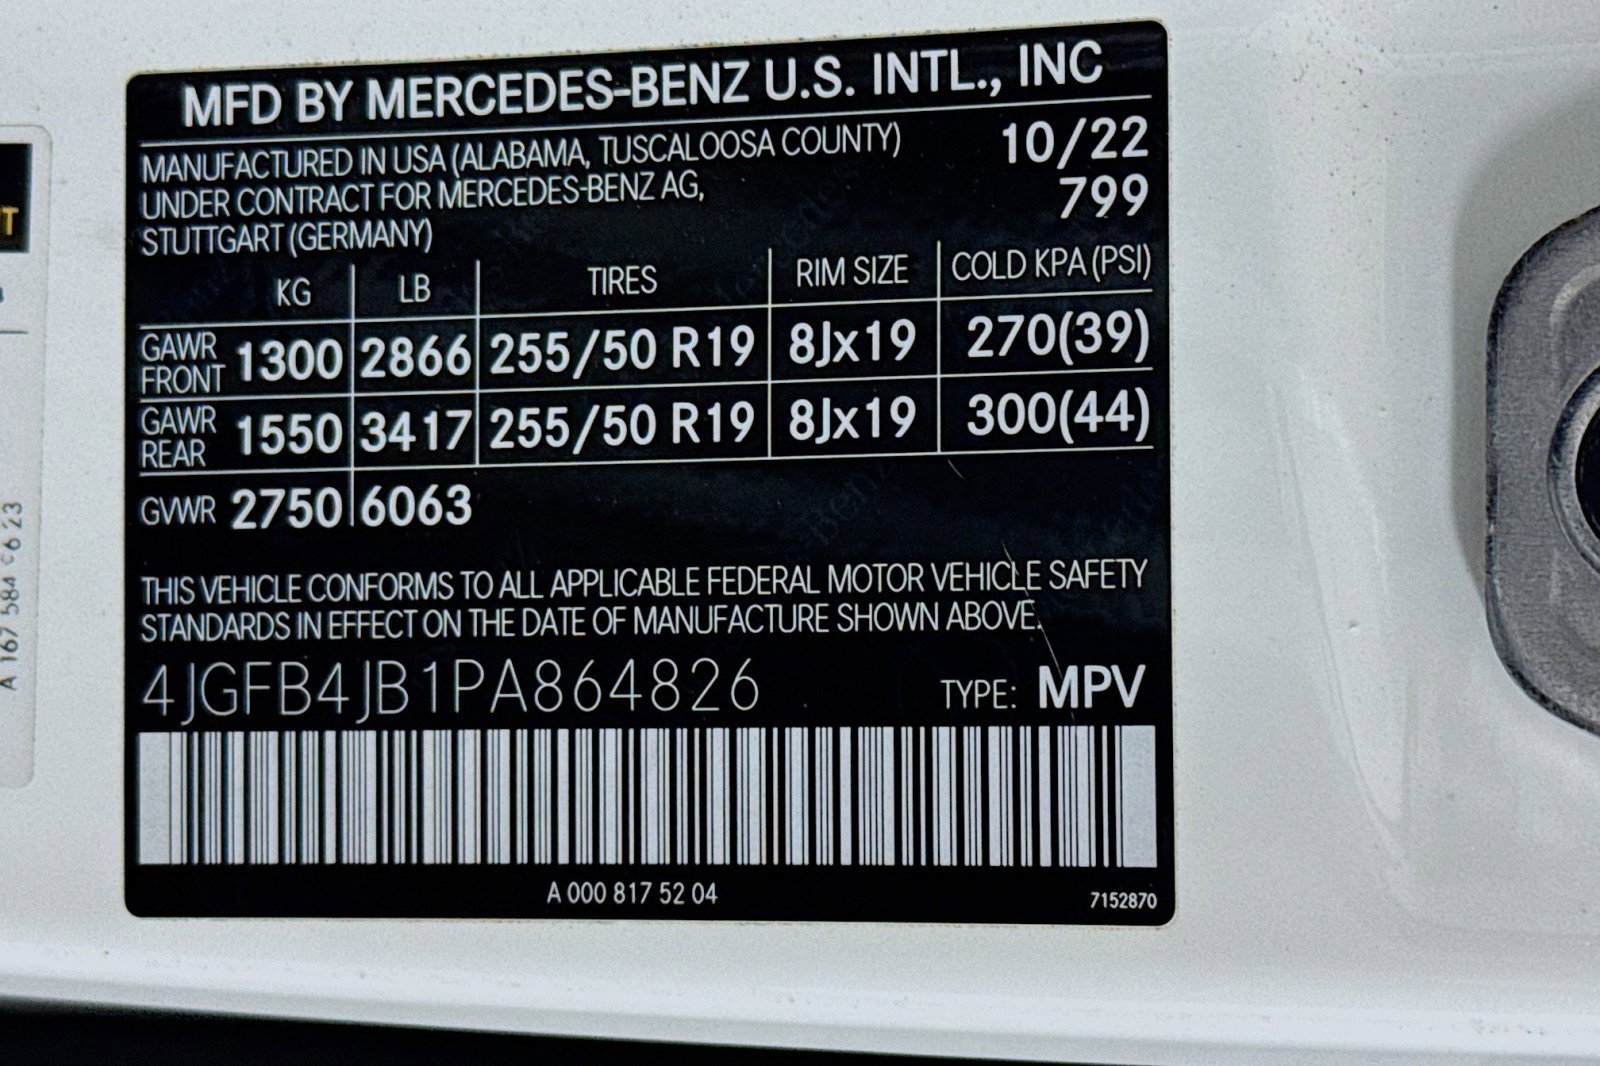 MFD BY MERCEDES-BENZ U.S. INTL., INC
MANUFACTURED IN USA (ALABAMA, TUSCALOOSA COUNTY) 10/22
UNDER CONTRACT FOR MERCEDES-BENZ AG, 799
STUTTGART (GERMANY)
KG LB TIRES RIM SIZE COLD KPA (PSI)
GAWR FRONT 1300 2866 255/50 R19 8Jx19 270(39)
GAWR REAR 1550 3417 255/50 R19 8Jx19 300(44)
GVWR 2750 6063
THIS VEHICLE CONFORMS TO ALL APPLICABLE FEDERAL MOTOR VEHICLE SAFETY
STANDARDS IN EFFECT ON THE DATE OF MANUFACTURE SHOWN ABOVE.
4JGFB4JB1PA864826 TYPE: MPV
A 000 817 52 04 7152870
A 167 584